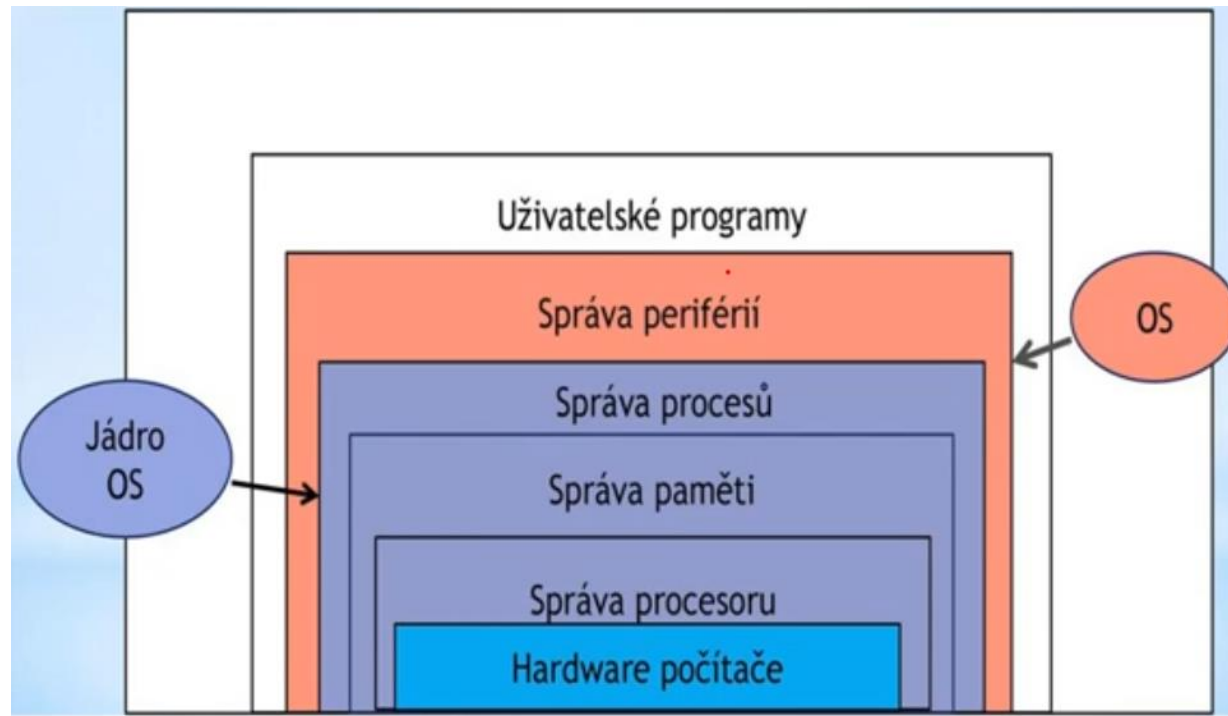 Uživatelské programy
Správa periférií
OS
Správa procesů
Jádro
OS
Správa paměti
Správa procesoru
Hardware počítače